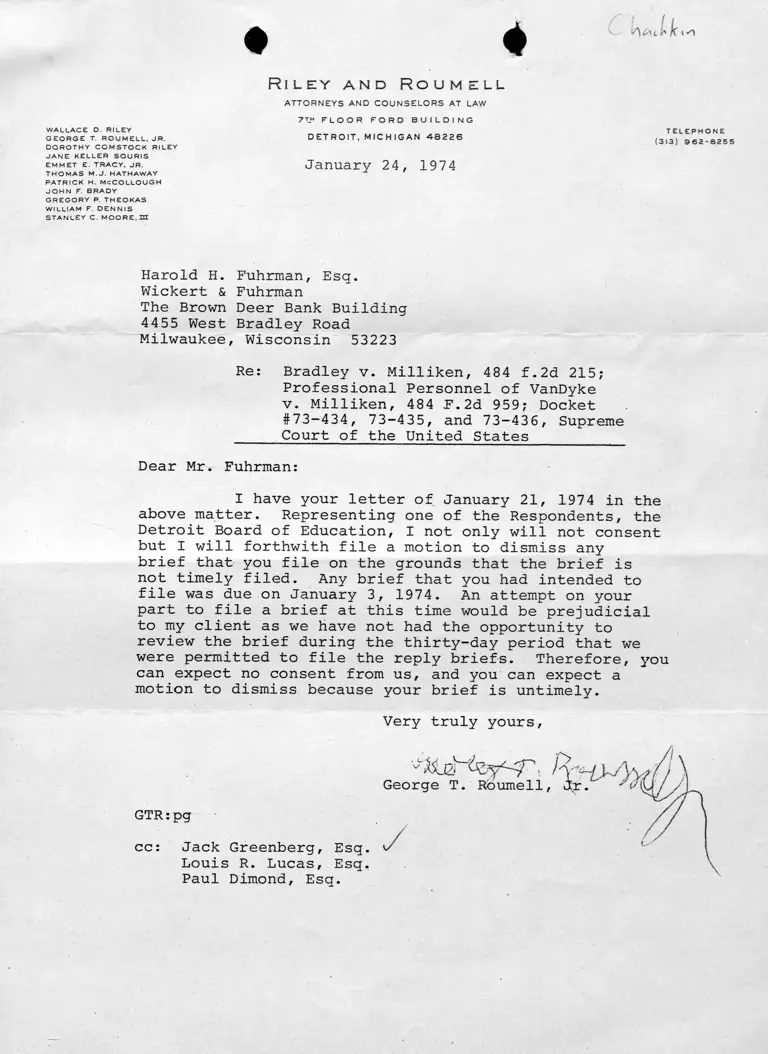 Chachkin
RILEY AND ROUMELL
ATTORNEYS AND COUNSELORS AT LAW
7TH FLOOR FORD BUILDING
DETROIT, MICHIGAN 48226
WALLACE D. RILEY
GEORGE T. ROUMELL, JR.
DOROTHY COMSTOCK RILEY
JANE KELLER SOURIS
EMMET E. TRACY, JR.
THOMAS M.J. HATHAWAY
PATRICK H. McCOLLOUGH
JOHN F. BRADY
GREGORY P. THEOKAS
WILLIAM F. DENNIS
STANLEY C. MOORE, III
TELEPHONE
(313) 962-8255
January 24, 1974
Harold H. Fuhrman, Esq.
Wickert & Fuhrman
The Brown Deer Bank Building
4455 West Bradley Road
Milwaukee, Wisconsin 53223
Re: Bradley v. Milliken, 484 f.2d 215;
Professional Personnel of VanDyke
v. Milliken, 484 F.2d 959; Docket
#73-434, 73-435, and 73-436, Supreme
Court of the United States
Dear Mr. Fuhrman:
I have your letter of January 21, 1974 in the
above matter. Representing one of the Respondents, the
Detroit Board of Education, I not only will not consent
but I will forthwith file a motion to dismiss any
brief that you file on the grounds that the brief is
not timely filed. Any brief that you had intended to
file was due on January 3, 1974. An attempt on your
part to file a brief at this time would be prejudicial
to my client as we have not had the opportunity to
review the brief during the thirty-day period that we
were permitted to file the reply briefs. Therefore, you
can expect no consent from us, and you can expect a
motion to dismiss because your brief is untimely.
Very truly yours,
George T. Roumell, Jr.
GTR:pg
cc: Jack Greenberg, Esq. ✓
Louis R. Lucas, Esq.
Paul Dimond, Esq.